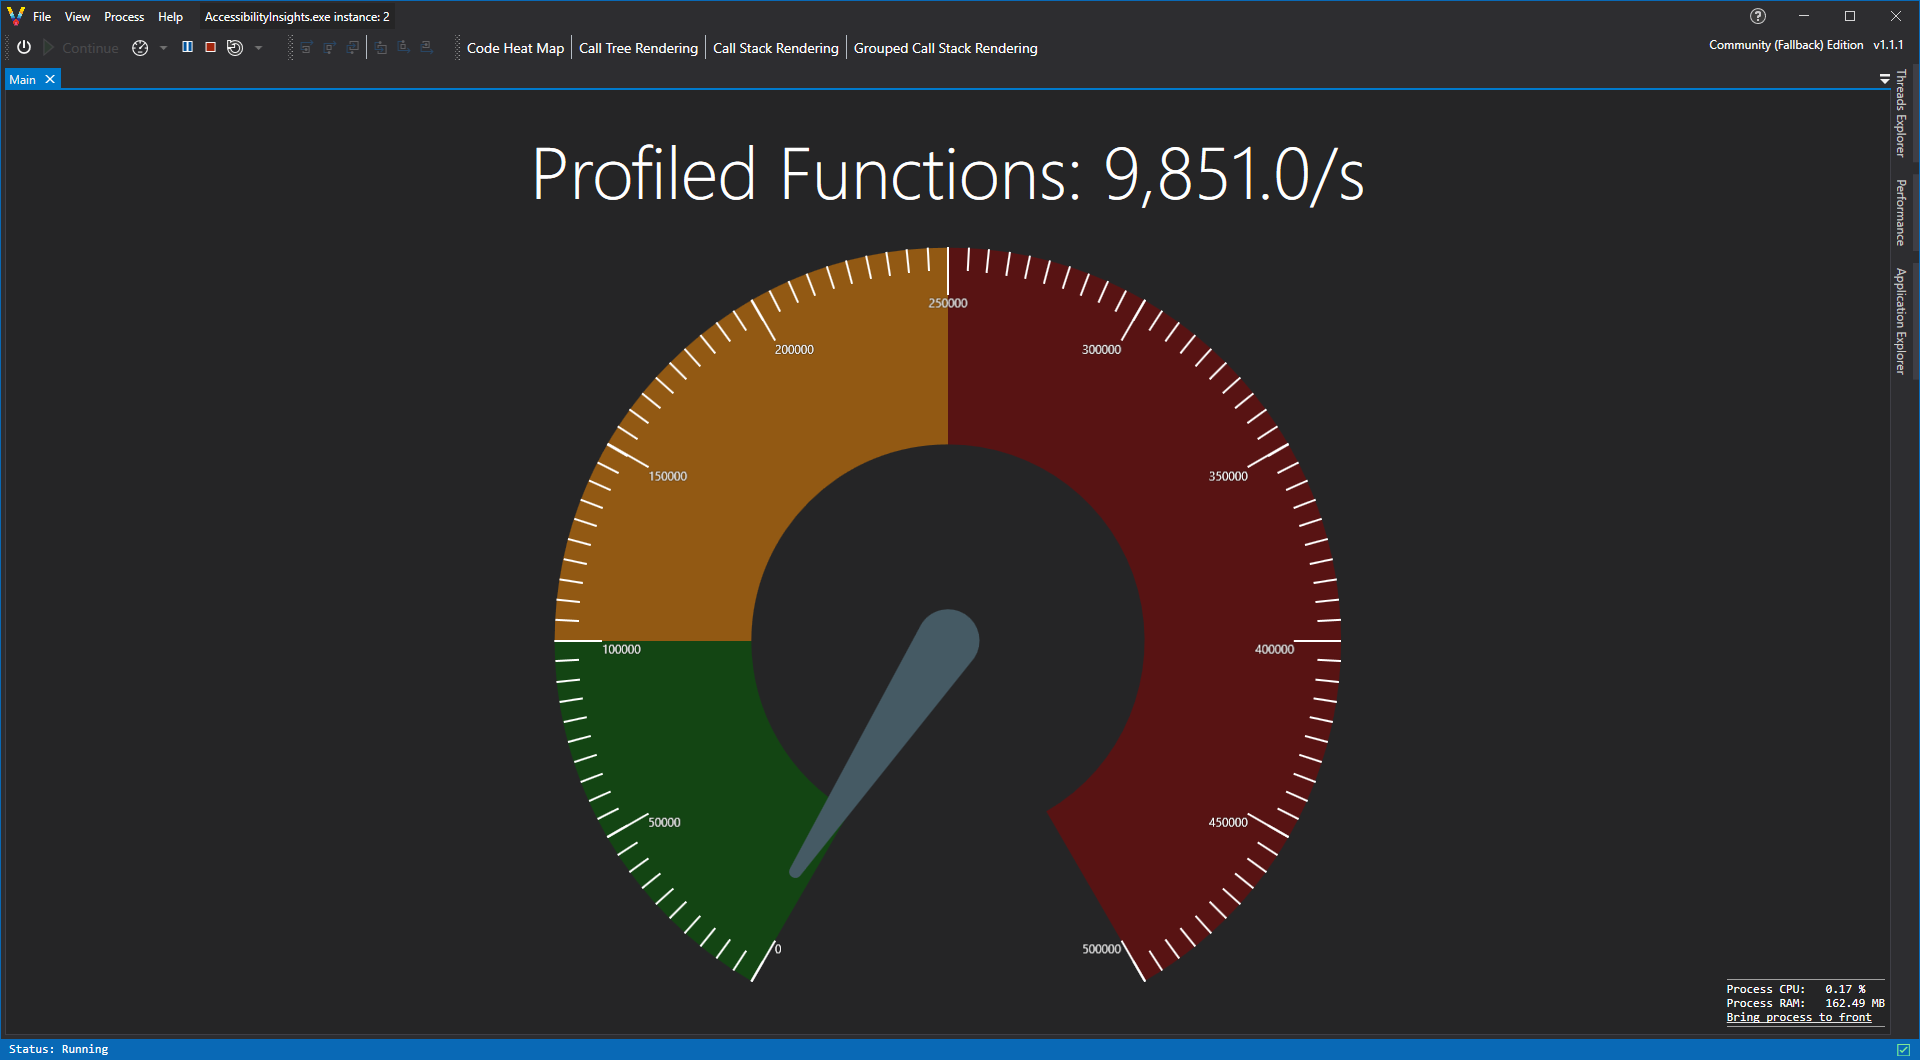 File View Process Help AccessibilityInsights.exe instance: 2
Continue Code Heat Map Call Tree Rendering Call Stack Rendering Grouped Call Stack Rendering Community (Fallback) Edition v1.1.1
Main
Threads Explorer
Performance
Application Explorer
Profiled Functions: 9,851.0/s
250000
200000
300000
150000
350000
100000
400000
50000
450000
0
500000
Process CPU: 0.17 %
Process RAM: 162.49 MB
Bring process to front
Status: Running